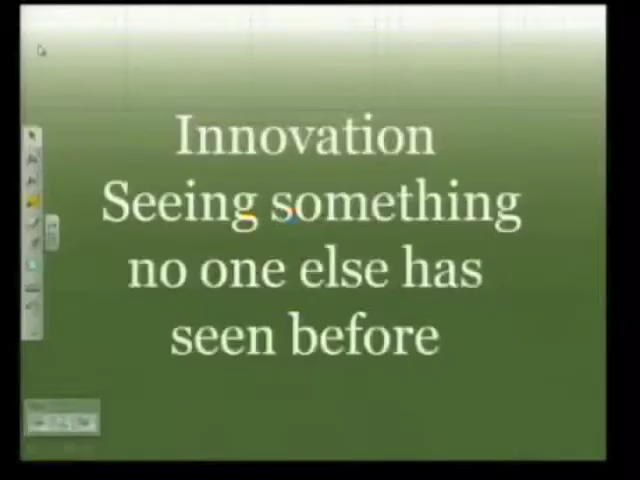 Innovation
Seeing something
no one else has
seen before